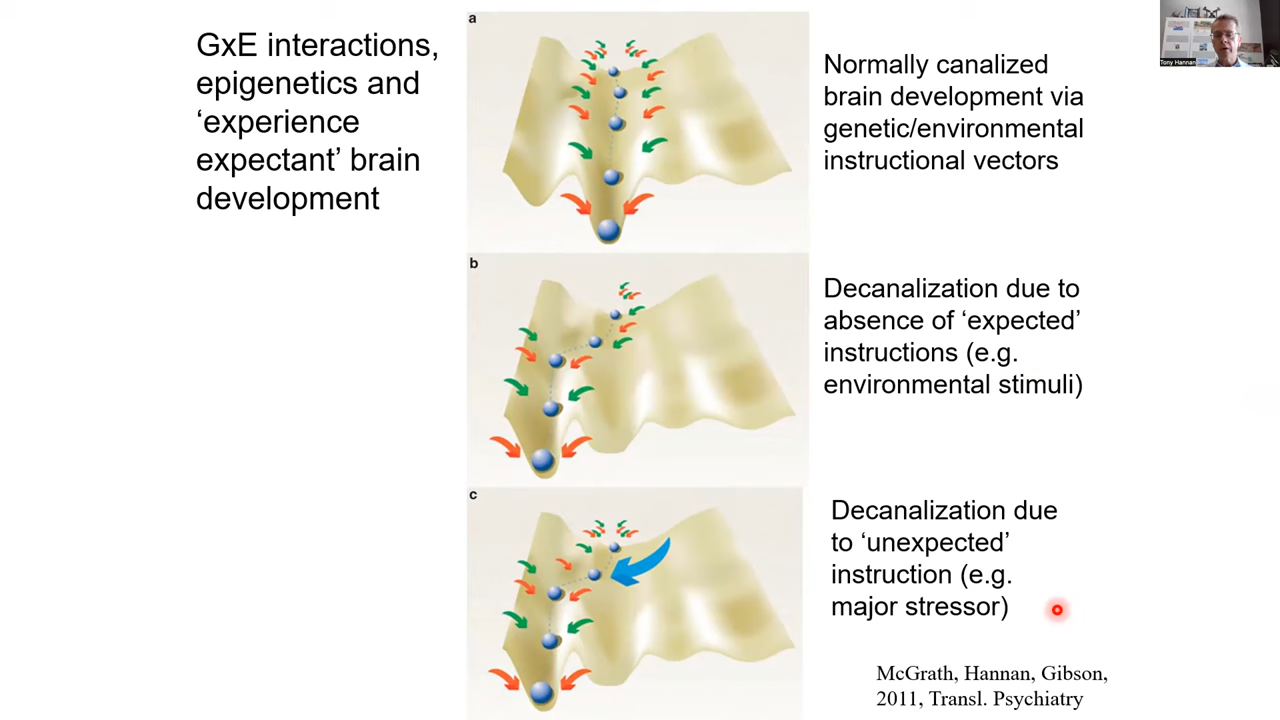 GxE interactions,
epigenetics and
‘experience
expectant’ brain
development
a
Normally canalized
brain development via
genetic/environmental
instructional vectors
b
Decanalization due to
absence of ‘expected’
instructions (e.g.
environmental stimuli)
c
Decanalization due
to ‘unexpected’
instruction (e.g.
major stressor)
McGrath, Hannan, Gibson,
2011, Transl. Psychiatry
Tony Hannan